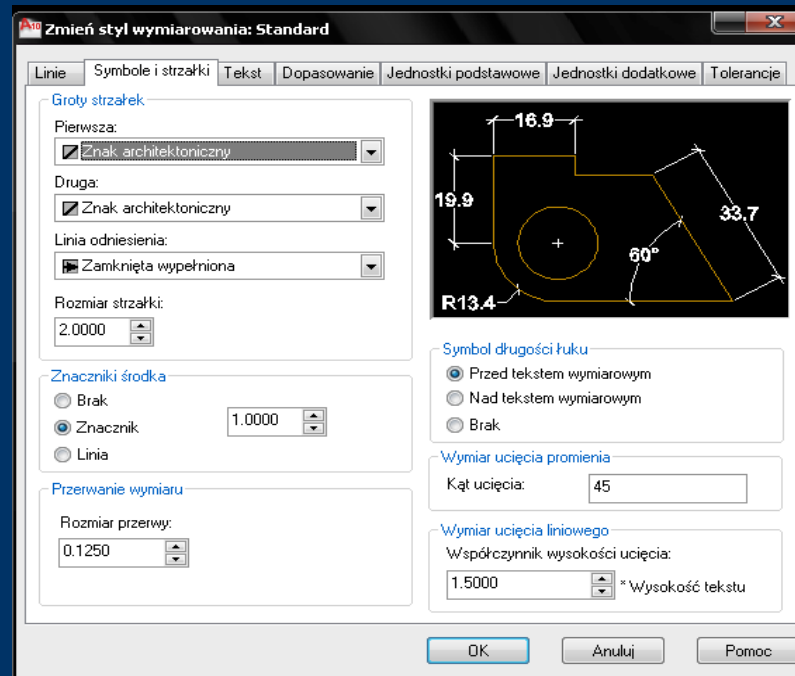 A10 Zmień styl wymiarowania: Standard
Linie Symbole i strzałki Tekst Dopasowanie Jednostki podstawowe Jednostki dodatkowe Tolerancje
Groty strzałek
Pierwsza:
Znak architektoniczny
Druga:
Znak architektoniczny
Linia odniesienia:
Zamknięta wypełniona
Rozmiar strzałki:
2.0000
Znaczniki środka
Brak
Znacznik
1.0000
Linia
Przerwanie wymiaru
Rozmiar przerwy:
0.1250
16.9
19.9
33.7
60°
R13.4
Symbol długości łuku
Przed tekstem wymiarowym
Nad tekstem wymiarowym
Brak
Wymiar ucięcia promienia
Kąt ucięcia: 45
Wymiar ucięcia liniowego
Współczynnik wysokości ucięcia:
1.5000 * Wysokość tekstu
OK Anuluj Pomoc